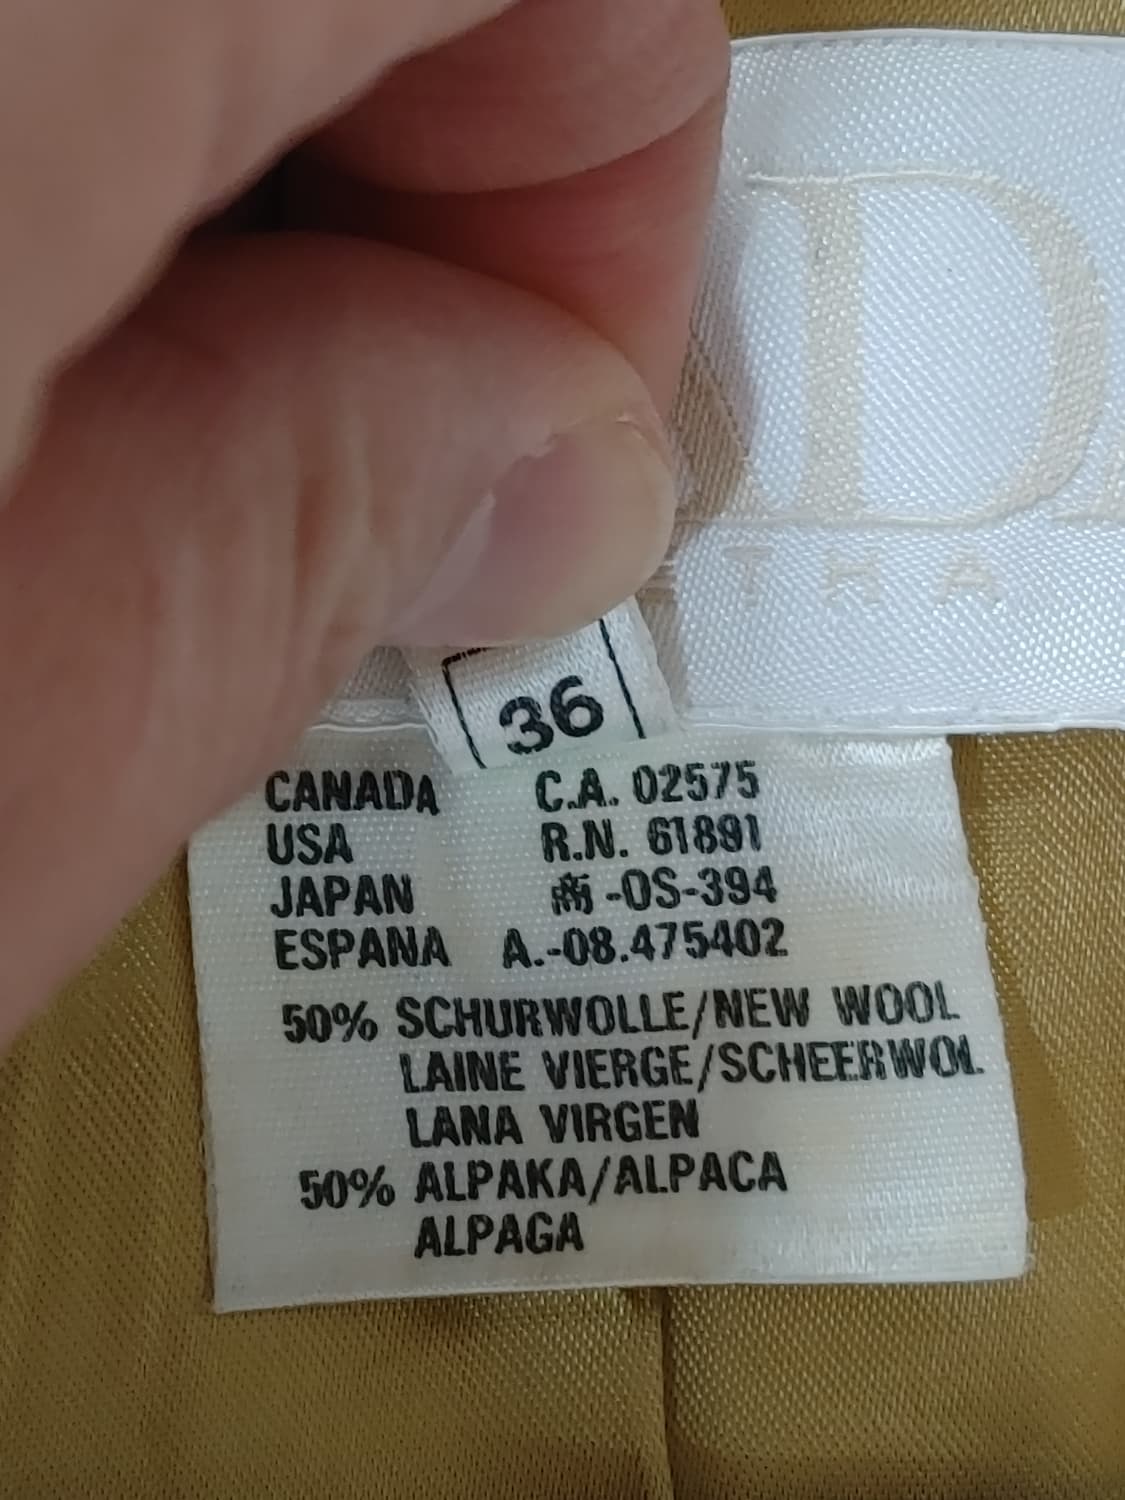 D
THA
36
CANADA C.A. 02575
USA R.N. 61891
JAPAN 商-OS-394
ESPANA A.-08.475402
50% SCHURWOLLE/NEW WOOL
LAINE VIERGE/SCHEERWOL
LANA VIRGEN
50% ALPAKA/ALPACA
ALPAGA